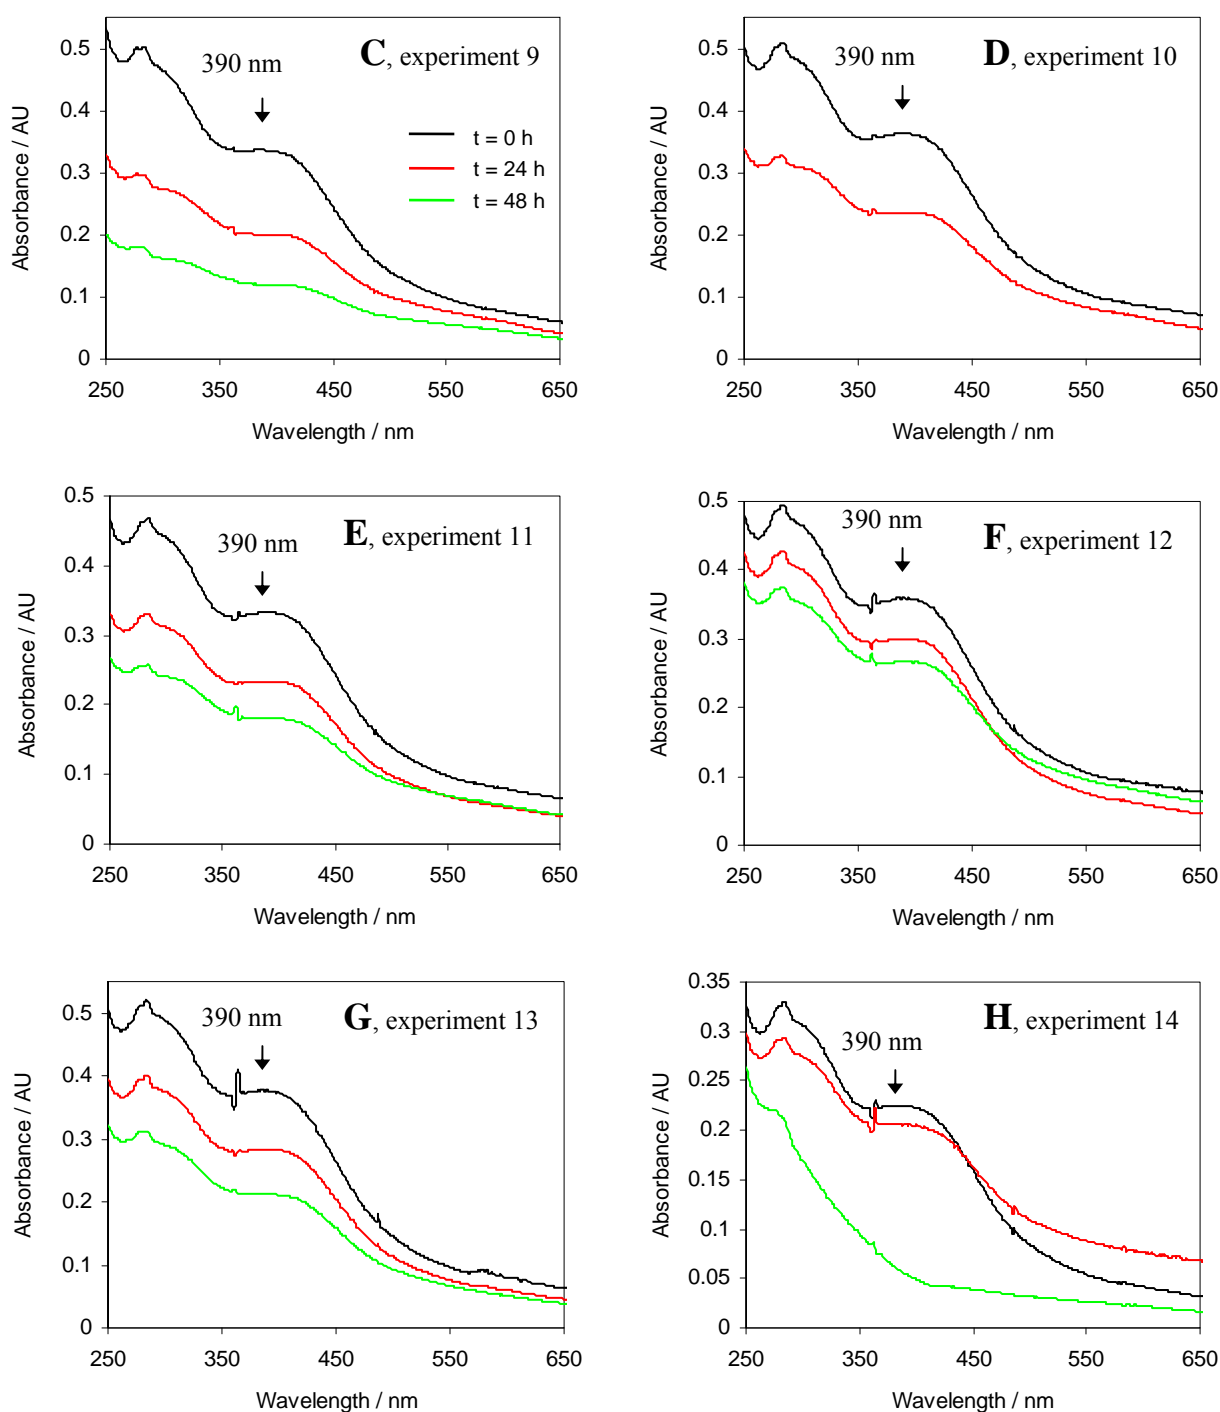 C, experiment 9
390 nm
t = 0 h
t = 24 h
t = 48 h
0.5
0.4
0.3
0.2
0.1
0
250 350 450 550 650
Absorbance / AU
Wavelength / nm
D, experiment 10
390 nm
0.5
0.4
0.3
0.2
0.1
0
250 350 450 550 650
Absorbance / AU
Wavelength / nm
E, experiment 11
390 nm
0.5
0.4
0.3
0.2
0.1
0
250 350 450 550 650
Absorbance / AU
Wavelength / nm
F, experiment 12
390 nm
0.5
0.4
0.3
0.2
0.1
0
250 350 450 550 650
Absorbance / AU
Wavelength / nm
G, experiment 13
390 nm
0.5
0.4
0.3
0.2
0.1
0
250 350 450 550 650
Absorbance / AU
Wavelength / nm
H, experiment 14
390 nm
0.35
0.3
0.25
0.2
0.15
0.1
0.05
0
250 350 450 550 650
Absorbance / AU
Wavelength / nm